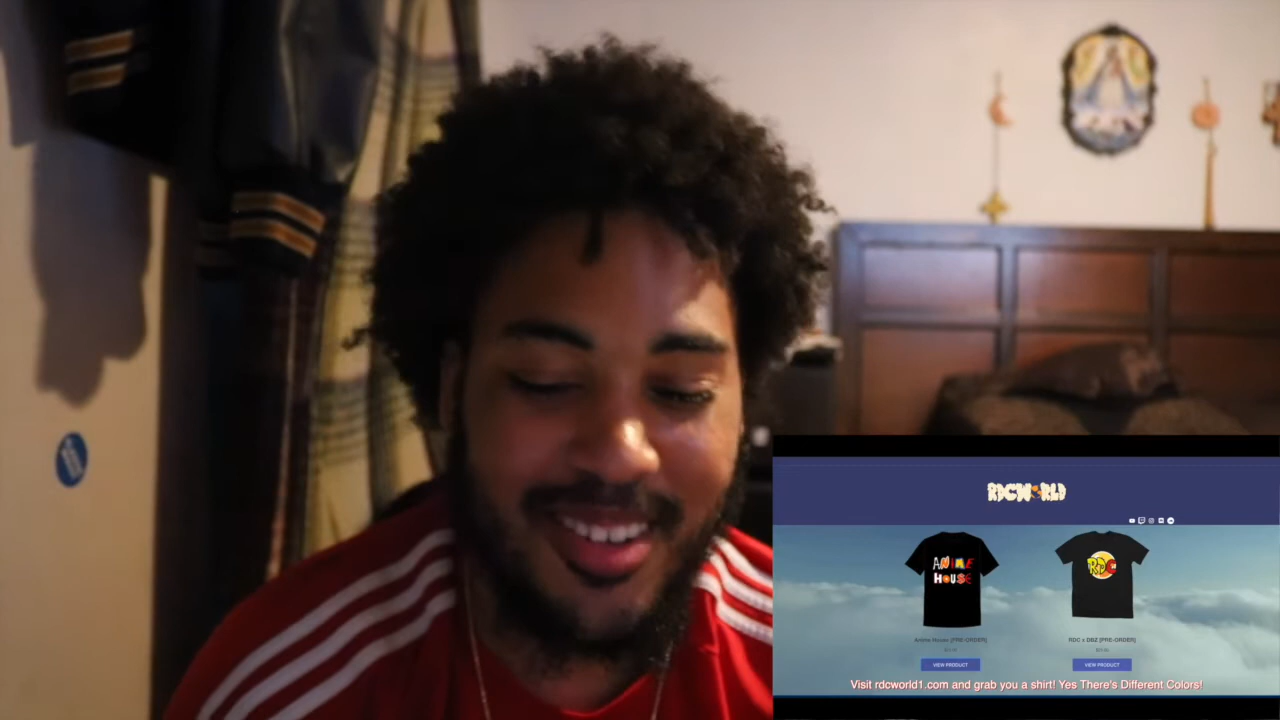 RDCWORLD
ANIME
HOUSE
RDC
Anime House [PRE-ORDER]
RDC x DBZ [PRE-ORDER]
VIEW PRODUCT
VIEW PRODUCT
Visit rdcworld1.com and grab you a shirt! Yes There's Different Colors!